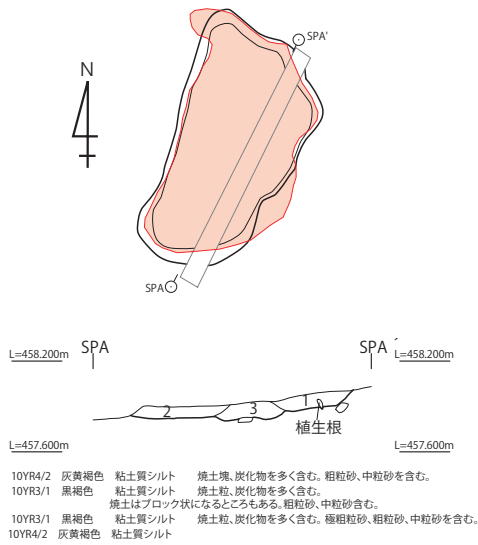 SPA'
N
SPA
SPA
SPA ′
L=458.200m
L=458.200m
1
2
3
植生根
L=457.600m
L=457.600m
10YR4/2 灰黄褐色 粘土質シルト 焼土塊、炭化物を多く含む。粗粒砂、中粒砂を含む。
10YR3/1 黒褐色 粘土質シルト 焼土粒、炭化物を多く含む。
焼土はブロック状になるところもある。粗粒砂、中粒砂含む。
10YR3/1 黒褐色 粘土質シルト 焼土粒、炭化物を多く含む。極粗粒砂、粗粒砂、中粒砂を含む。
10YR4/2 灰黄褐色 粘土質シルト